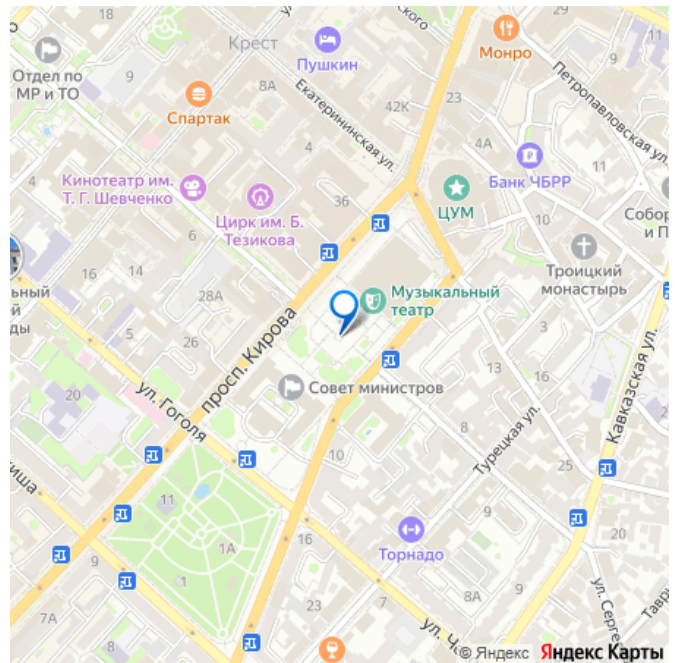 18
9
Крест
Пушкин
Монро
Отдел по
МР и ТО
8А
Спартак
Екатерининская ул.
42К
23
Петропавловская ул.
4
4А
11
Банк ЧБРР
Кинотеатр им.
Т. Г. Шевченко
Цирк им. Б.
Тезикова
36
ЦУМ
10
Троицкий
монастырь
16
14
28А
Музыкальный
театр
26
просп. Кирова
3
5
13
16
Совет министров
20
ул. Гоголя
8
Турецкая ул.
Кавказская ул.
10
25
11
9
20
1А
1
16
Торнадо
8А
9
7А
23
7
ул. Сергее
© Яндекс Яндекс Карты